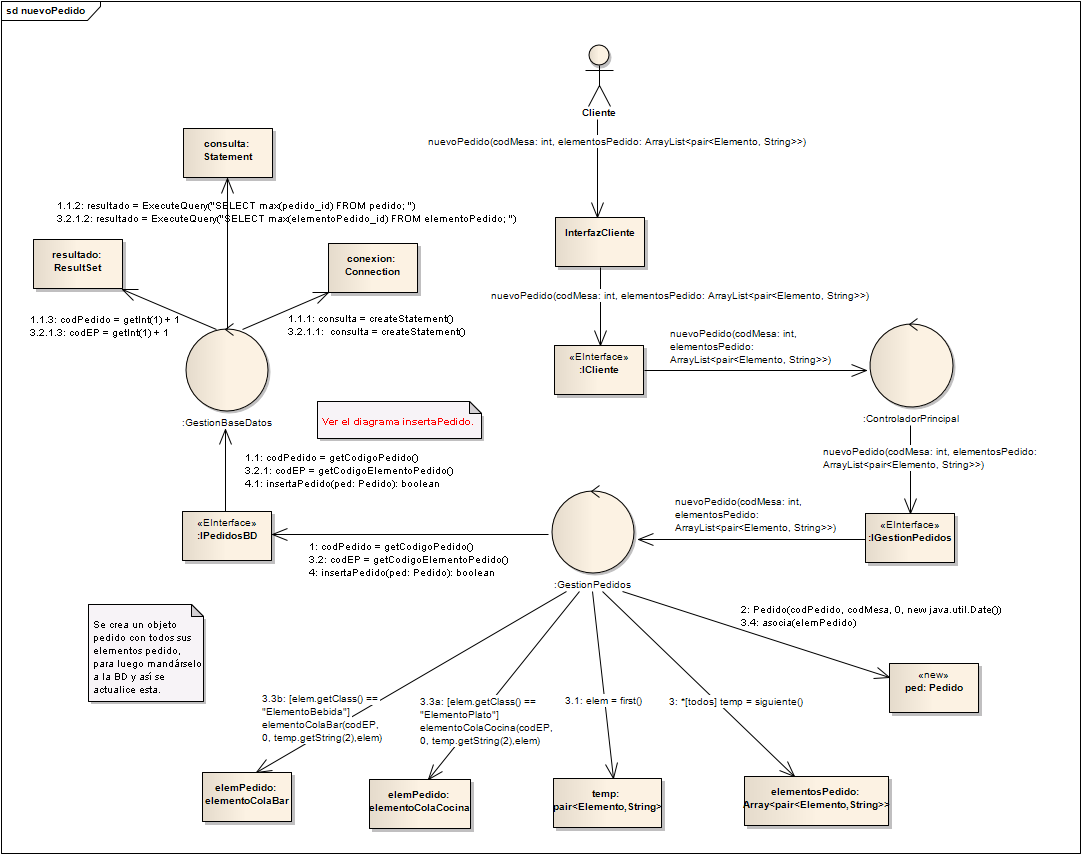 sd nuevoPedido
Cliente
nuevoPedido(codMesa: int, elementosPedido: ArrayList<pair<Elemento, String>>)
consulta:
Statement
1.1.2: resultado = ExecuteQuery("SELECT max(pedido_id) FROM pedido; ")
3.2.1.2: resultado = ExecuteQuery("SELECT max(elementoPedido_id) FROM elementoPedido; ")
InterfazCliente
resultado:
ResultSet
conexion:
Connection
nuevoPedido(codMesa: int, elementosPedido: ArrayList<pair<Elemento, String>>)
1.1.3: codPedido = getInt(1) + 1
3.2.1.3: codEP = getInt(1) + 1
1.1.1: consulta = createStatement()
3.2.1.1:  consulta = createStatement()
nuevoPedido(codMesa: int,
elementosPedido:
ArrayList<pair<Elemento, String>>)
«EInterface»
:ICliente
:GestionBaseDatos
Ver el diagrama insertaPedido.
:ControladorPrincipal
1.1: codPedido = getCodigoPedido()
3.2.1: codEP = getCodigoElementoPedido()
4.1: insertaPedido(ped: Pedido): boolean
nuevoPedido(codMesa: int, elementosPedido:
ArrayList<pair<Elemento, String>>)
«EInterface»
:IPedidosBD
nuevoPedido(codMesa: int,
elementosPedido:
ArrayList<pair<Elemento, String>>)
«EInterface»
:IGestionPedidos
1: codPedido = getCodigoPedido()
3.2: codEP = getCodigoElementoPedido()
4: insertaPedido(ped: Pedido): boolean
:GestionPedidos
Se crea un objeto
pedido con todos sus
elementos pedido,
para luego mandárselo
a la BD y así se
actualice esta.
2: Pedido(codPedido, codMesa, 0, new java.util.Date())
3.4: asocia(elemPedido)
«new»
ped: Pedido
3.3b: [elem.getClass() ==
"ElementoBebida"]
elementoColaBar(codEP,
0, temp.getString(2),elem)
3.3a: [elem.getClass() ==
"ElementoPlato"]
elementoColaCocina(codEP,
0, temp.getString(2),elem)
3.1: elem = first()
3: *[todos] temp = siguiente()
elemPedido:
elementoColaBar
elemPedido:
elementoColaCocina
temp:
pair<Elemento,String>
elementosPedido:
Array<pair<Elemento,String>>